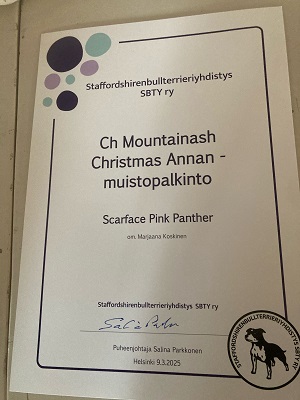 Staffordshirenbullterrieriyhdistys
SBTY ry
Ch Mountainash
Christmas Annan -
muistopalkinto
Scarface Pink Panther
om. Marjaana Koskinen
Staffordshirenbullterrieriyhdistys SBTY ry
Puheenjohtaja Salina Parkkonen
Helsinki 9.3.2025
STAFFORDSHIRENBULLTERRIERIYHDISTYS SBTY RY